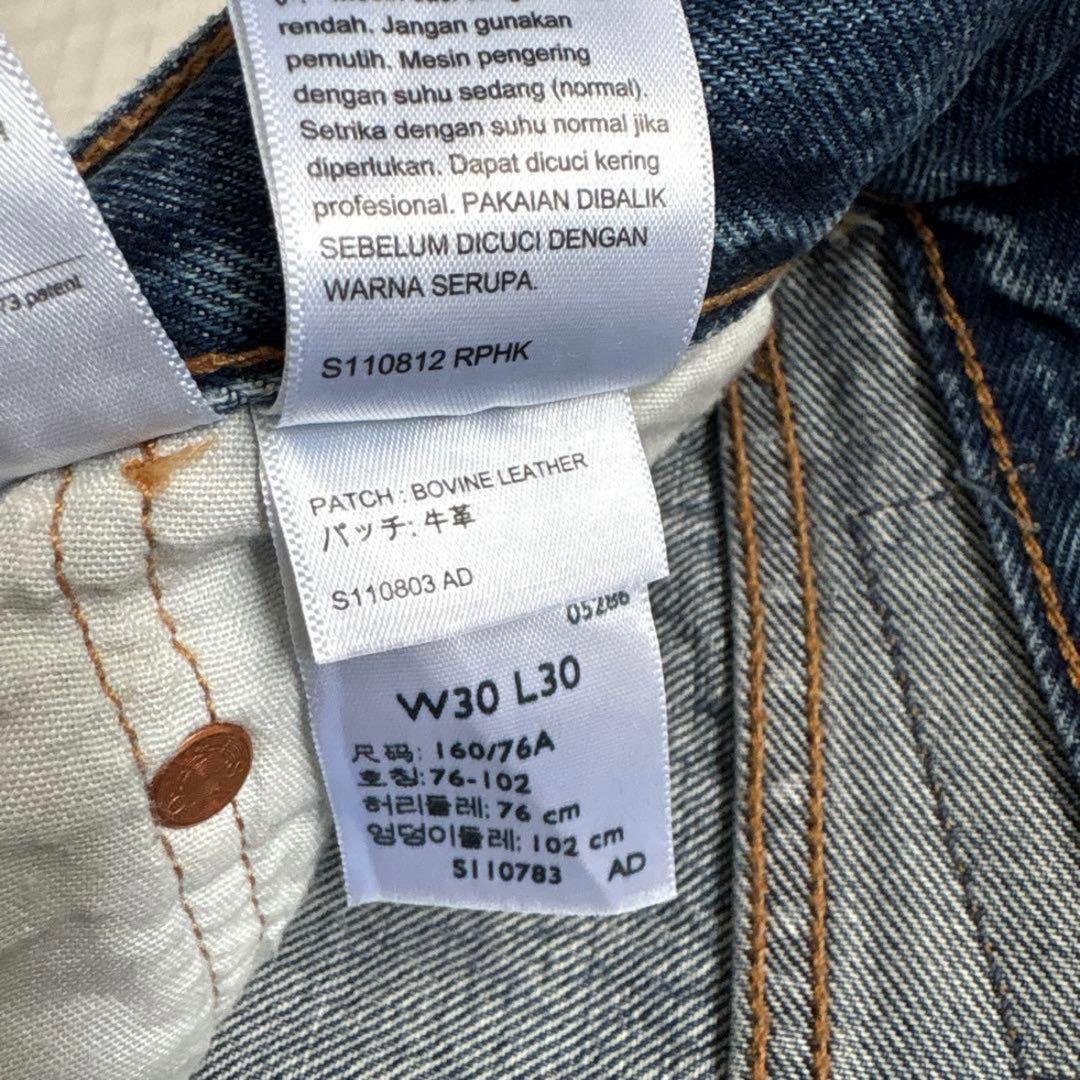 rendah. Jangan gunakan
pemutih. Mesin pengering
dengan suhu sedang (normal).
Setrika dengan suhu normal jika
diperlukan. Dapat dicuci kering
profesional. PAKAIAN DIBALIK
SEBELUM DICUCI DENGAN
WARNA SERUPA.
S110812 RPHK
73 patent
PATCH : BOVINE LEATHER
パッチ: 牛革
S110803 AD
W30 L30
尺码: 160/76A
호칭: 76-102
허리둘레: 76 cm
엉덩이둘레: 102 cm
S110783 AD